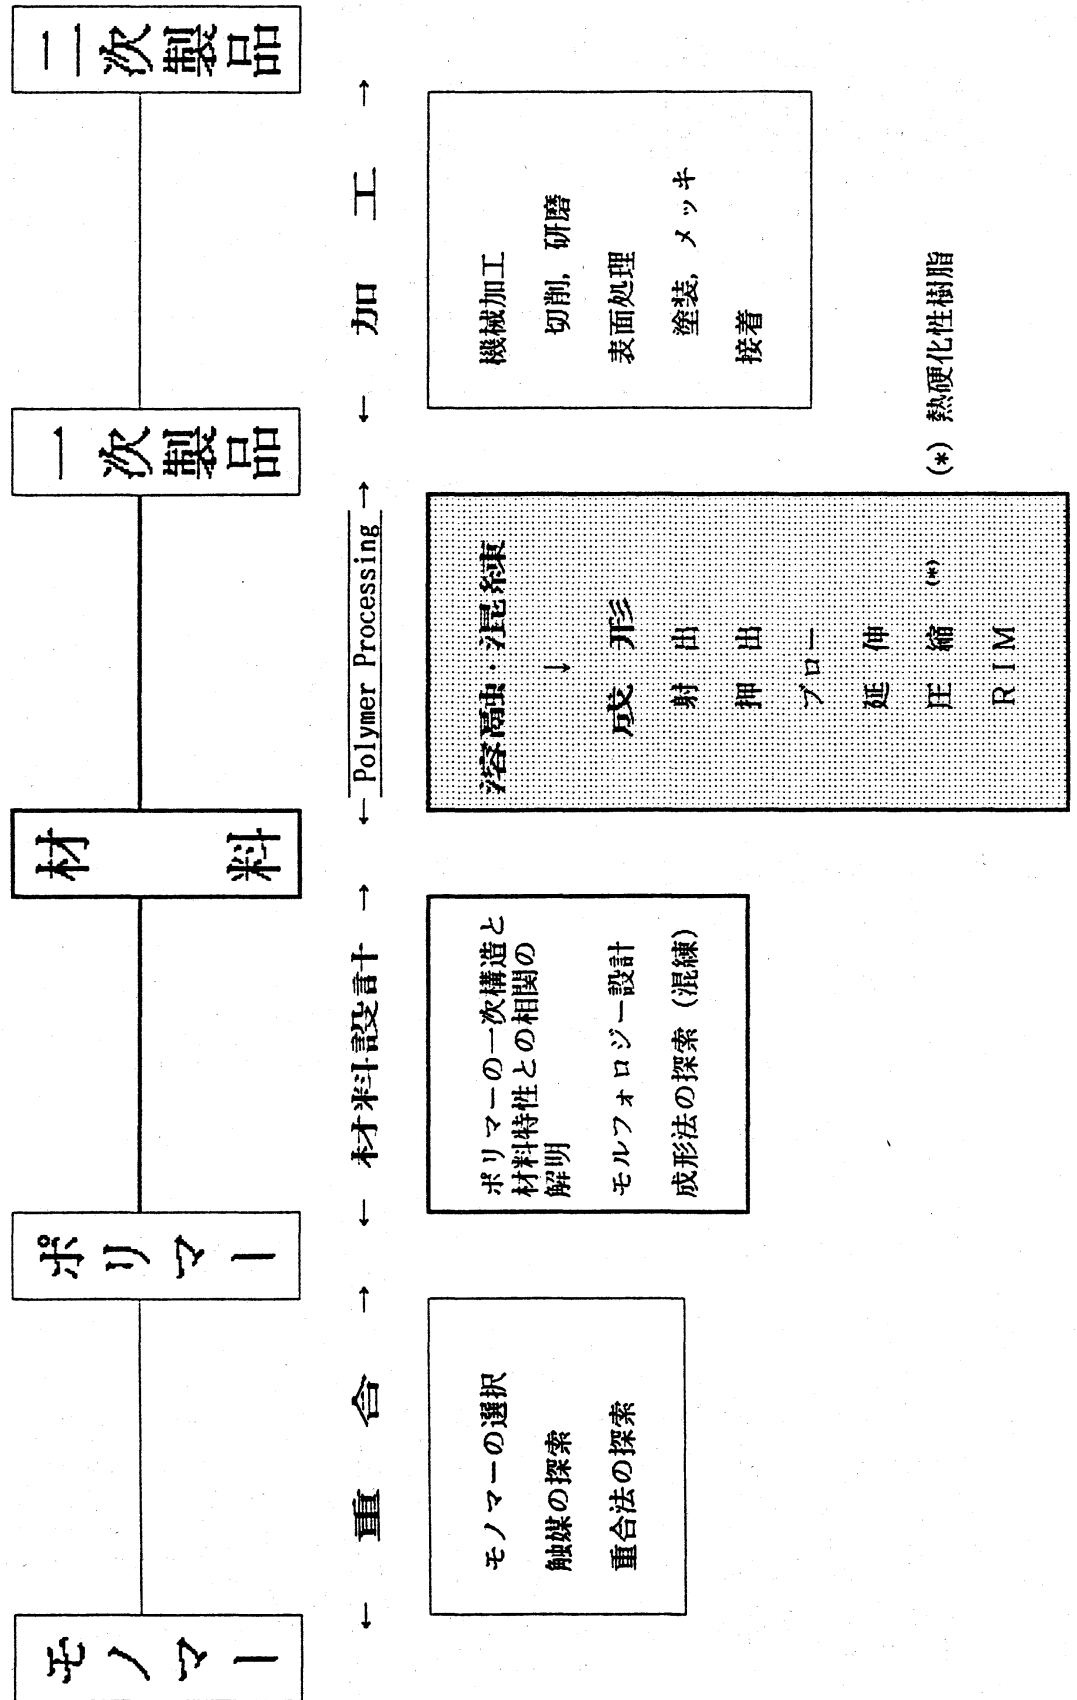 モノマー
ポリマー
材料
一次製品
二次製品
← 重合 →
← 材料設計 →
← Polymer Processing →
← 加工 →
モノマーの選択
触媒の探索
重合法の探索
ポリマーの一次構造と
材料特性との相関の
解明
モルフォロジー設計
成形法の探索（混練）
溶融・混練
↓
成形
射出
押出
ブロー
延伸
圧縮(*)
RIM
機械加工
切削，研磨
表面処理
塗装，メッキ
接着
(*) 熱硬化性樹脂